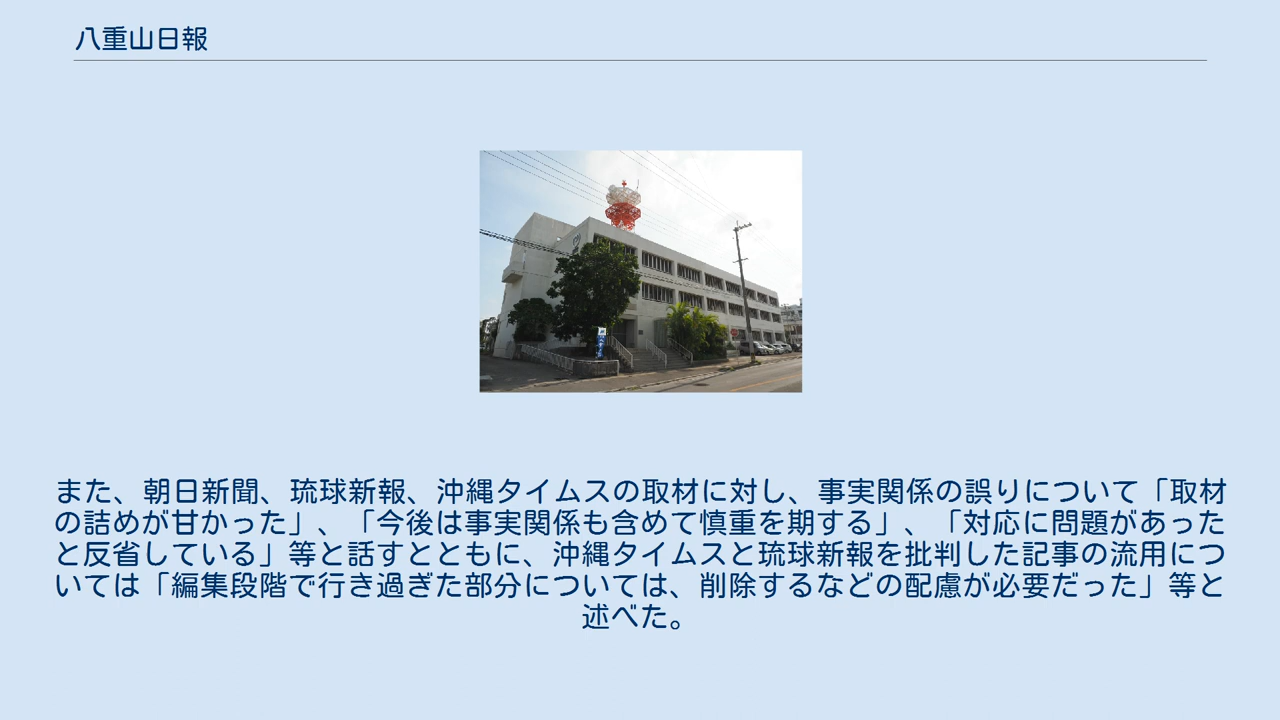 八重山日報
また、朝日新聞、琉球新報、沖縄タイムスの取材に対し、事実関係の誤りについて「取材
の詰めが甘かった」、「今後は事実関係も含めて慎重を期する」、「対応に問題があった
と反省している」等と話すとともに、沖縄タイムスと琉球新報を批判した記事の流用につ
いては「編集段階で行き過ぎた部分については、削除するなどの配慮が必要だった」等と
述べた。